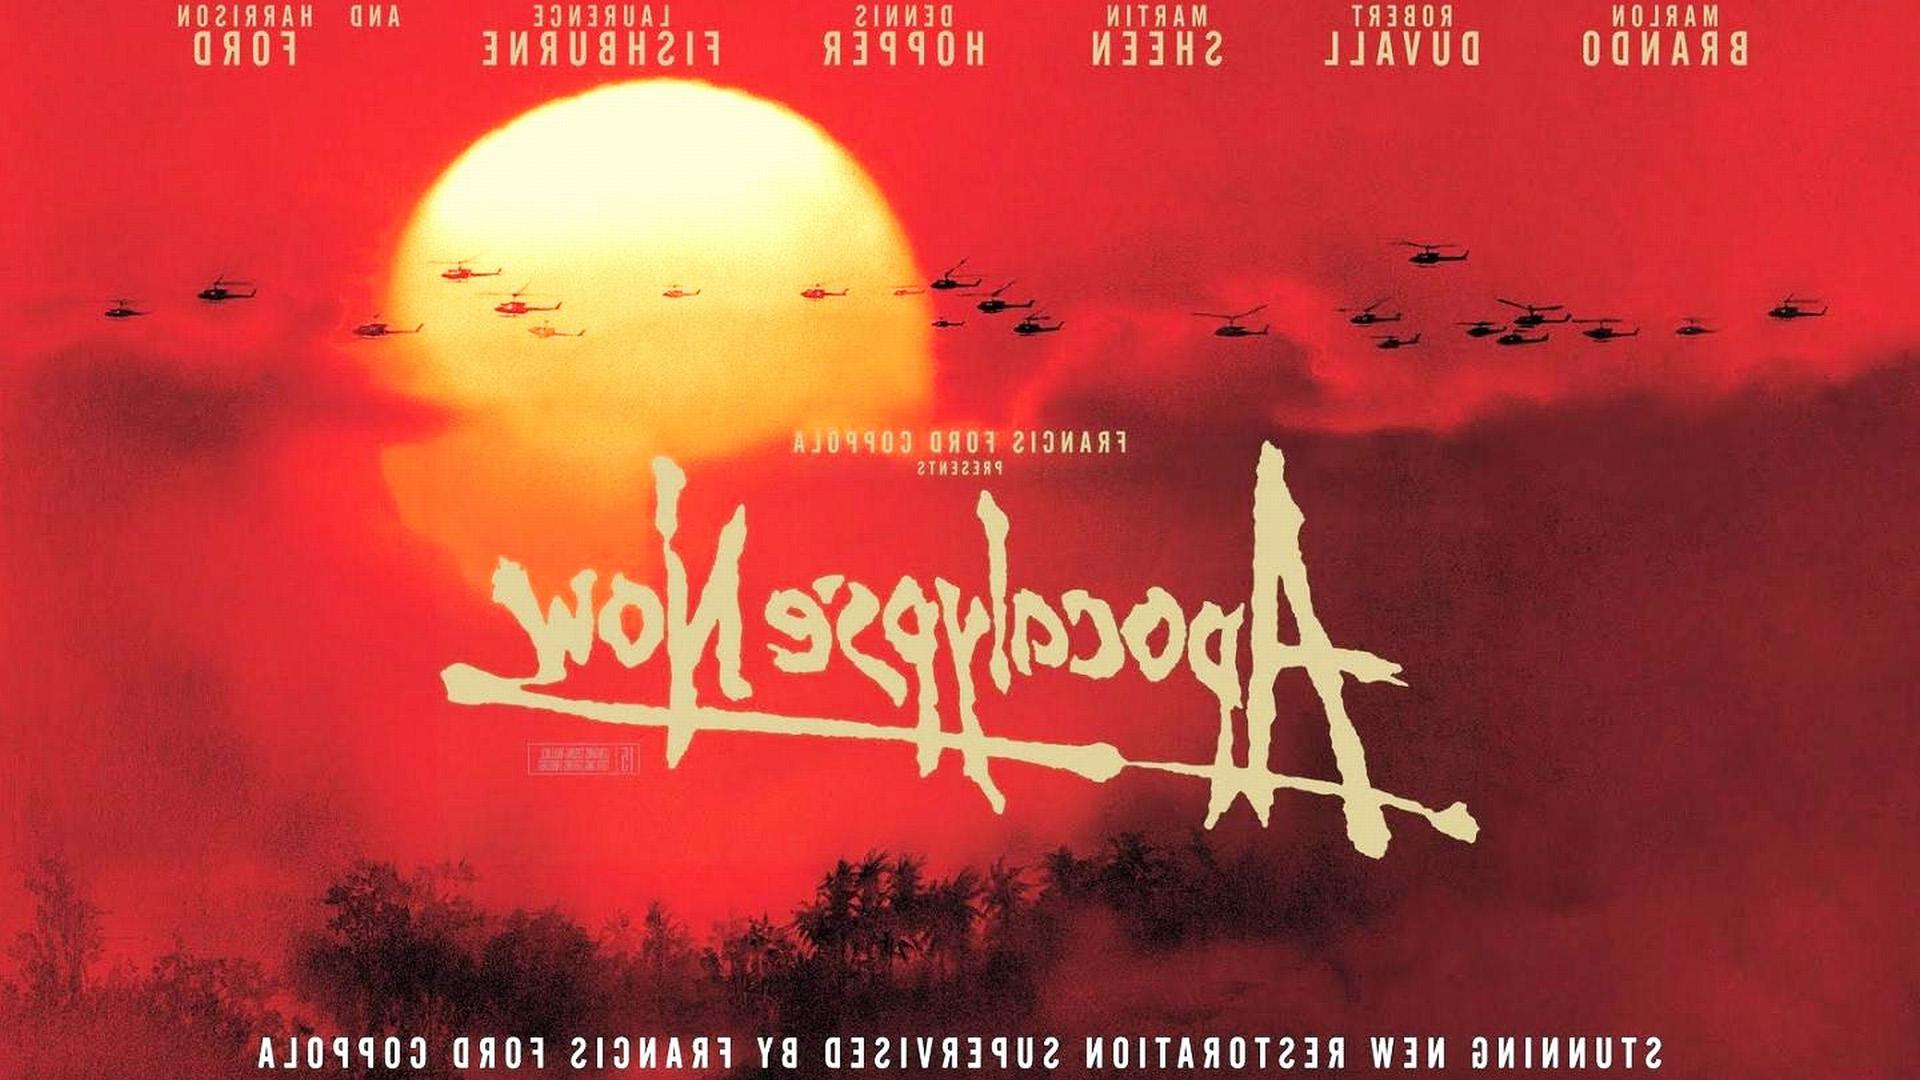 MARLON BRANDO
ROBERT DUVALL
MARTIN SHEEN
DENNIS HOPPER
LAURENCE FISHBURNE
AND HARRISON FORD
FRANCIS FORD COPPOLA
PRESENTS
Apocalypse Now
15
STUNNING NEW RESTORATION SUPERVISED BY FRANCIS FORD COPPOLA